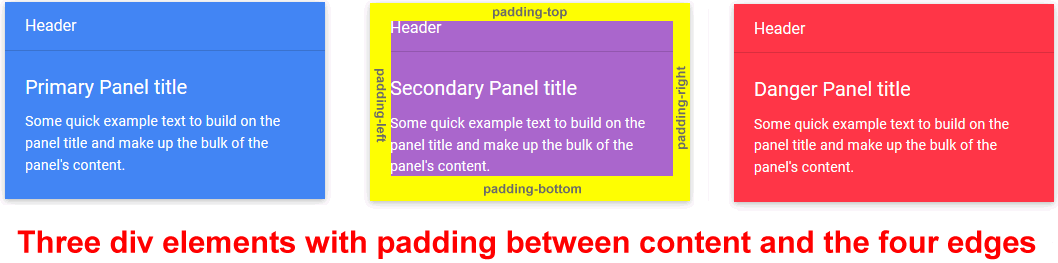 Header
Primary Panel title
Some quick example text to build on the
panel title and make up the bulk of the
panel's content.
padding-top
Header
padding-left
Secondary Panel title
Some quick example text to build on the
panel title and make up the bulk of the
panel's content.
padding-right
padding-bottom
Header
Danger Panel title
Some quick example text to build on the
panel title and make up the bulk of the
panel's content.
Three div elements with padding between content and the four edges